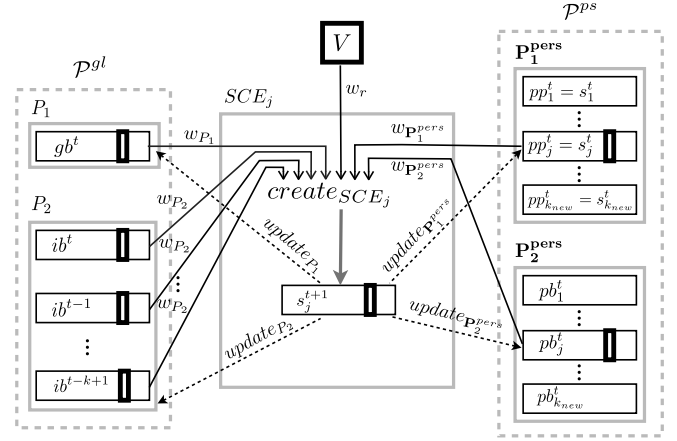 𝒫^{ps}
V
𝒫^{gl}
P_1^{pers}
SCE_j
w_r
pp_1^t = s_1^t
P_1
w_{P_1}
w_{P_1^{pers}}
gb^t
pp_j^t = s_j^t
w_{P_2^{pers}}
create_{SCE_j}
pp_{k_{new}}^t = s_{k_{new}}^t
P_2
w_{P_2}
update_{P_1}
update_{P_1^{pers}}
ib^t
w_{P_2}
P_2^{pers}
ib^{t-1}
w_{P_2}
s_j^{t+1}
pb_1^t
update_{P_2^{pers}}
update_{P_2}
pb_j^t
ib^{t-k+1}
pb_{k_{new}}^t